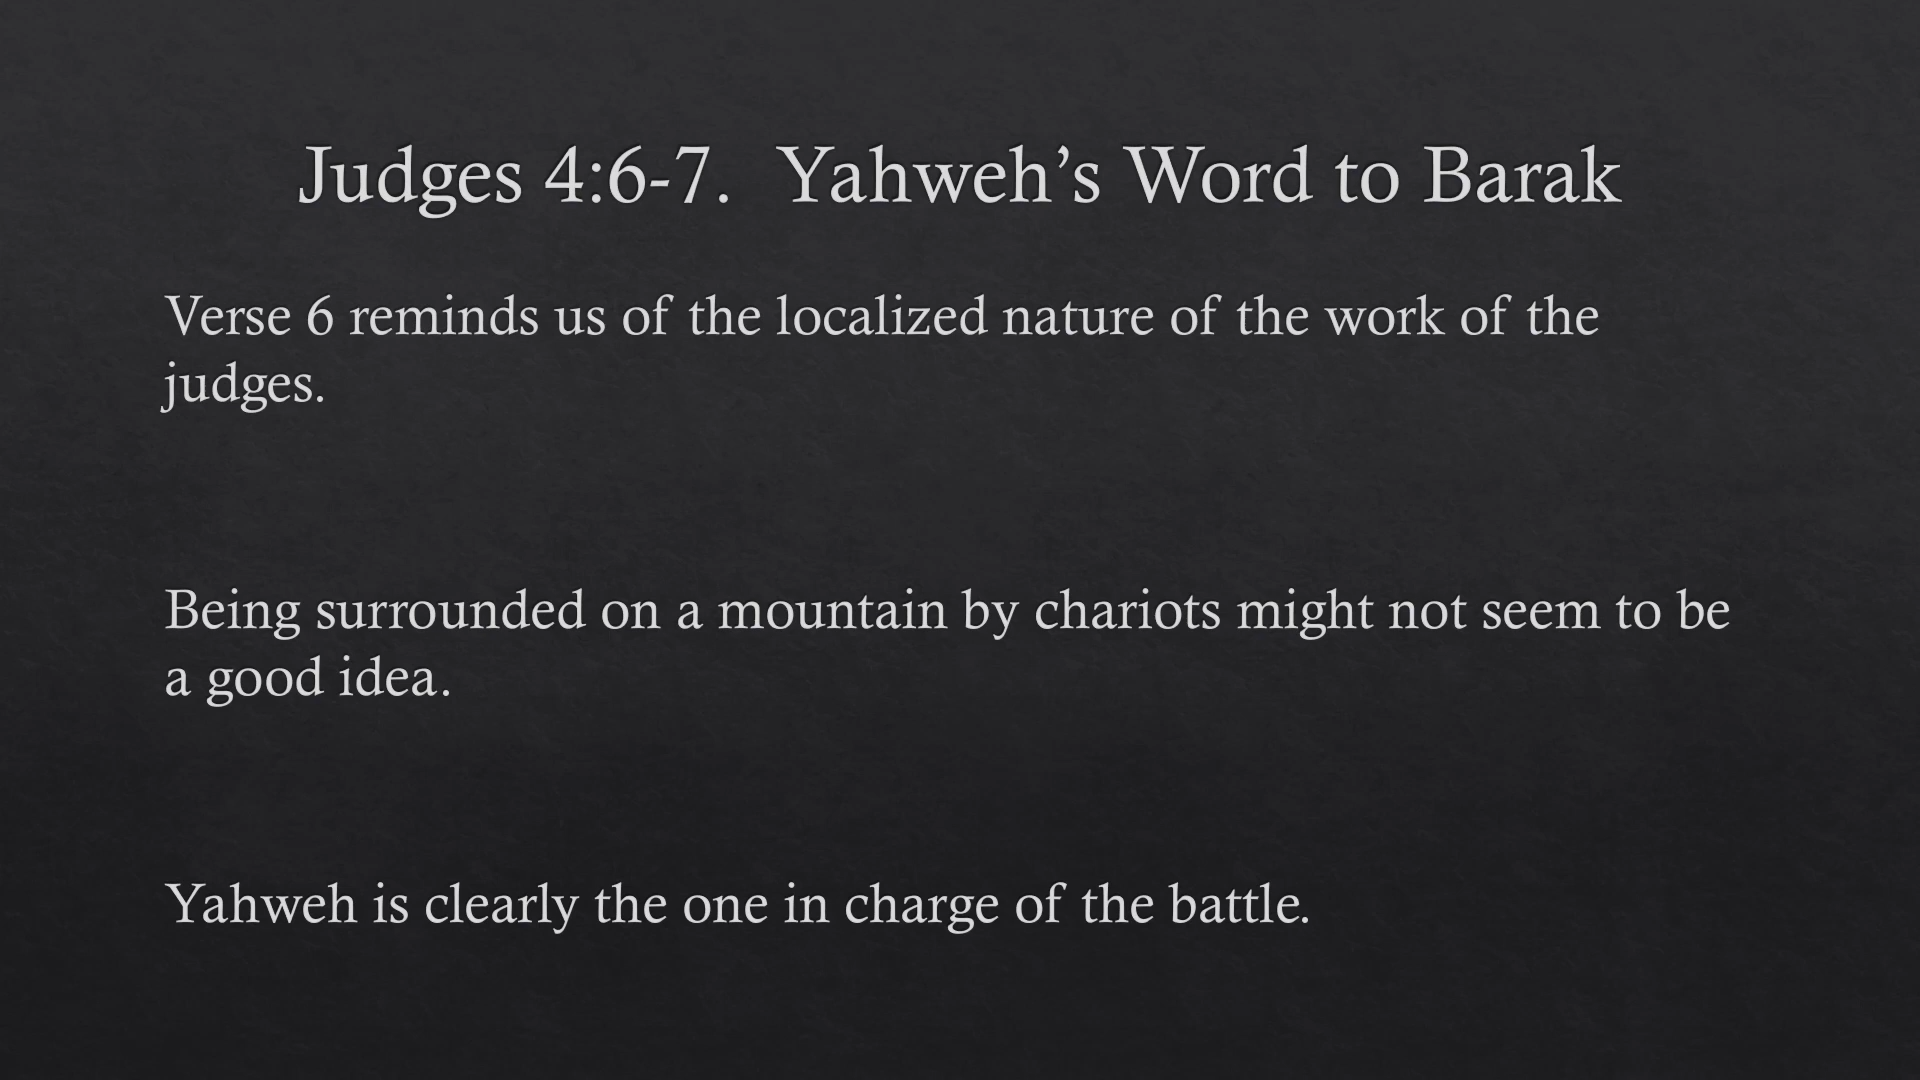 Judges 4:6-7.  Yahweh’s Word to Barak
Verse 6 reminds us of the localized nature of the work of the
judges.
Being surrounded on a mountain by chariots might not seem to be
a good idea.
Yahweh is clearly the one in charge of the battle.